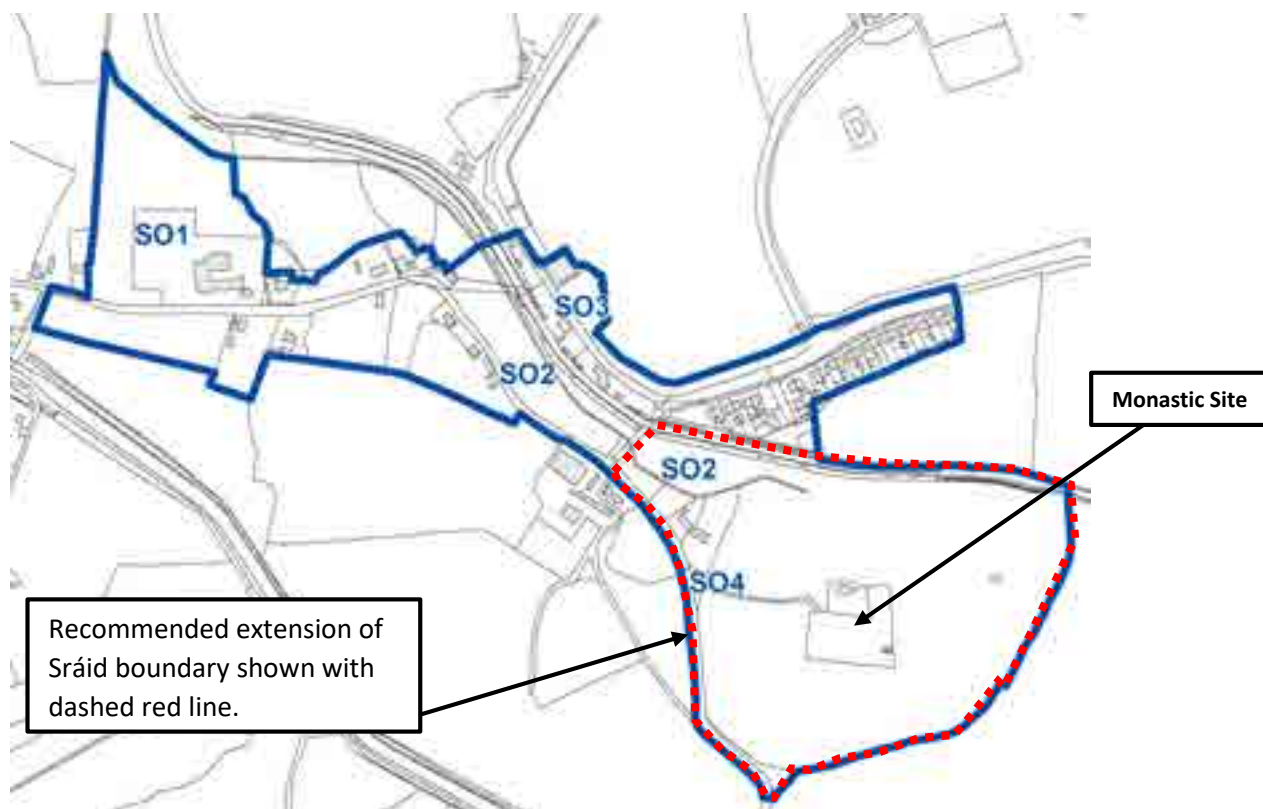 SO1
SO3
SO2
Monastic Site
SO2
SO4
Recommended extension of
Sráid boundary shown with
dashed red line.